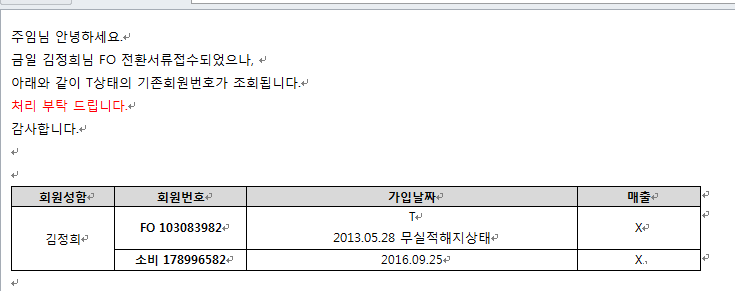 주임님 안녕하세요.
금일 김정희님 FO 전환서류접수되었으나,
아래와 같이 T상태의 기존회원번호가 조회됩니다.
처리 부탁 드립니다.
감사합니다.
회원성함 회원번호 가입날짜 매출
김정희 FO 103083982 T X
2013.05.28 무실적해지상태
소비 178996582 2016.09.25 X.